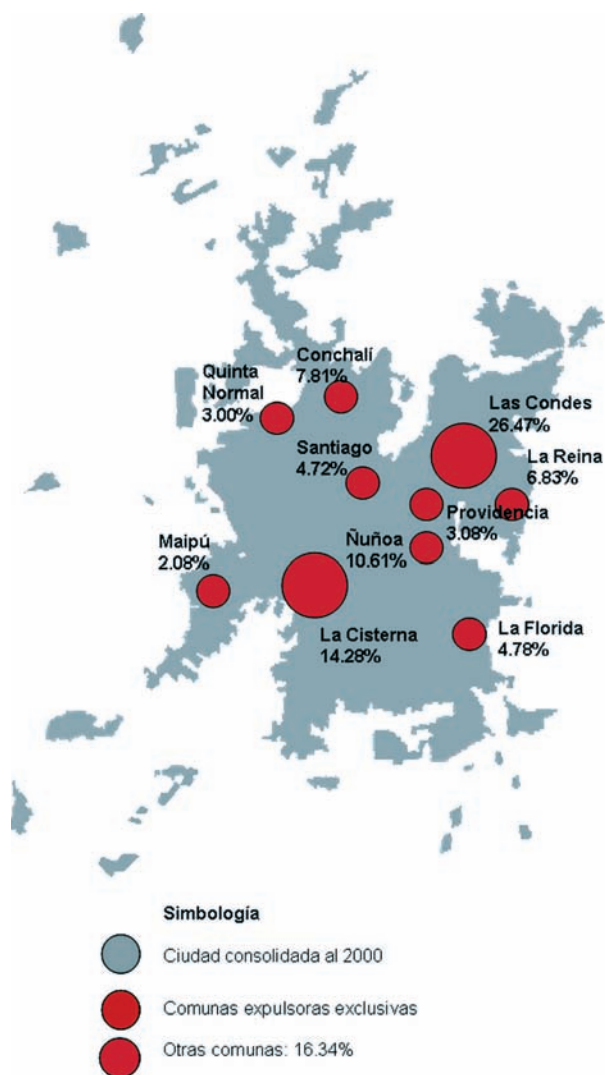 Conchalí
7.81%
Quinta
Normal
3.00%
Las Condes
26.47%
Santiago
4.72%
La Reina
6.83%
Providencia
3.08%
Maipú
2.08%
Ñuñoa
10.61%
La Cisterna
14.28%
La Florida
4.78%
Simbología
Ciudad consolidada al 2000
Comunas expulsoras exclusivas
Otras comunas: 16.34%